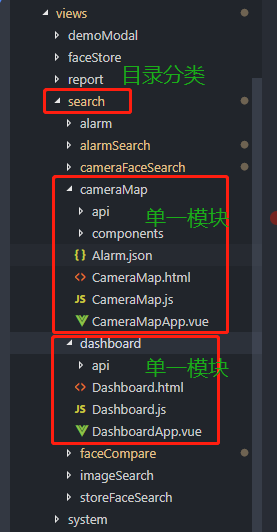 views
demoModal
faceStore
report 目录分类
search
alarm
alarmSearch
cameraFaceSearch
cameraMap
api 单一模块
components
{} Alarm.json
<> CameraMap.html
JS CameraMap.js
CameraMapApp.vue
dashboard
api 单一模块
<> Dashboard.html
JS Dashboard.js
DashboardApp.vue
faceCompare
imageSearch
storeFaceSearch
system